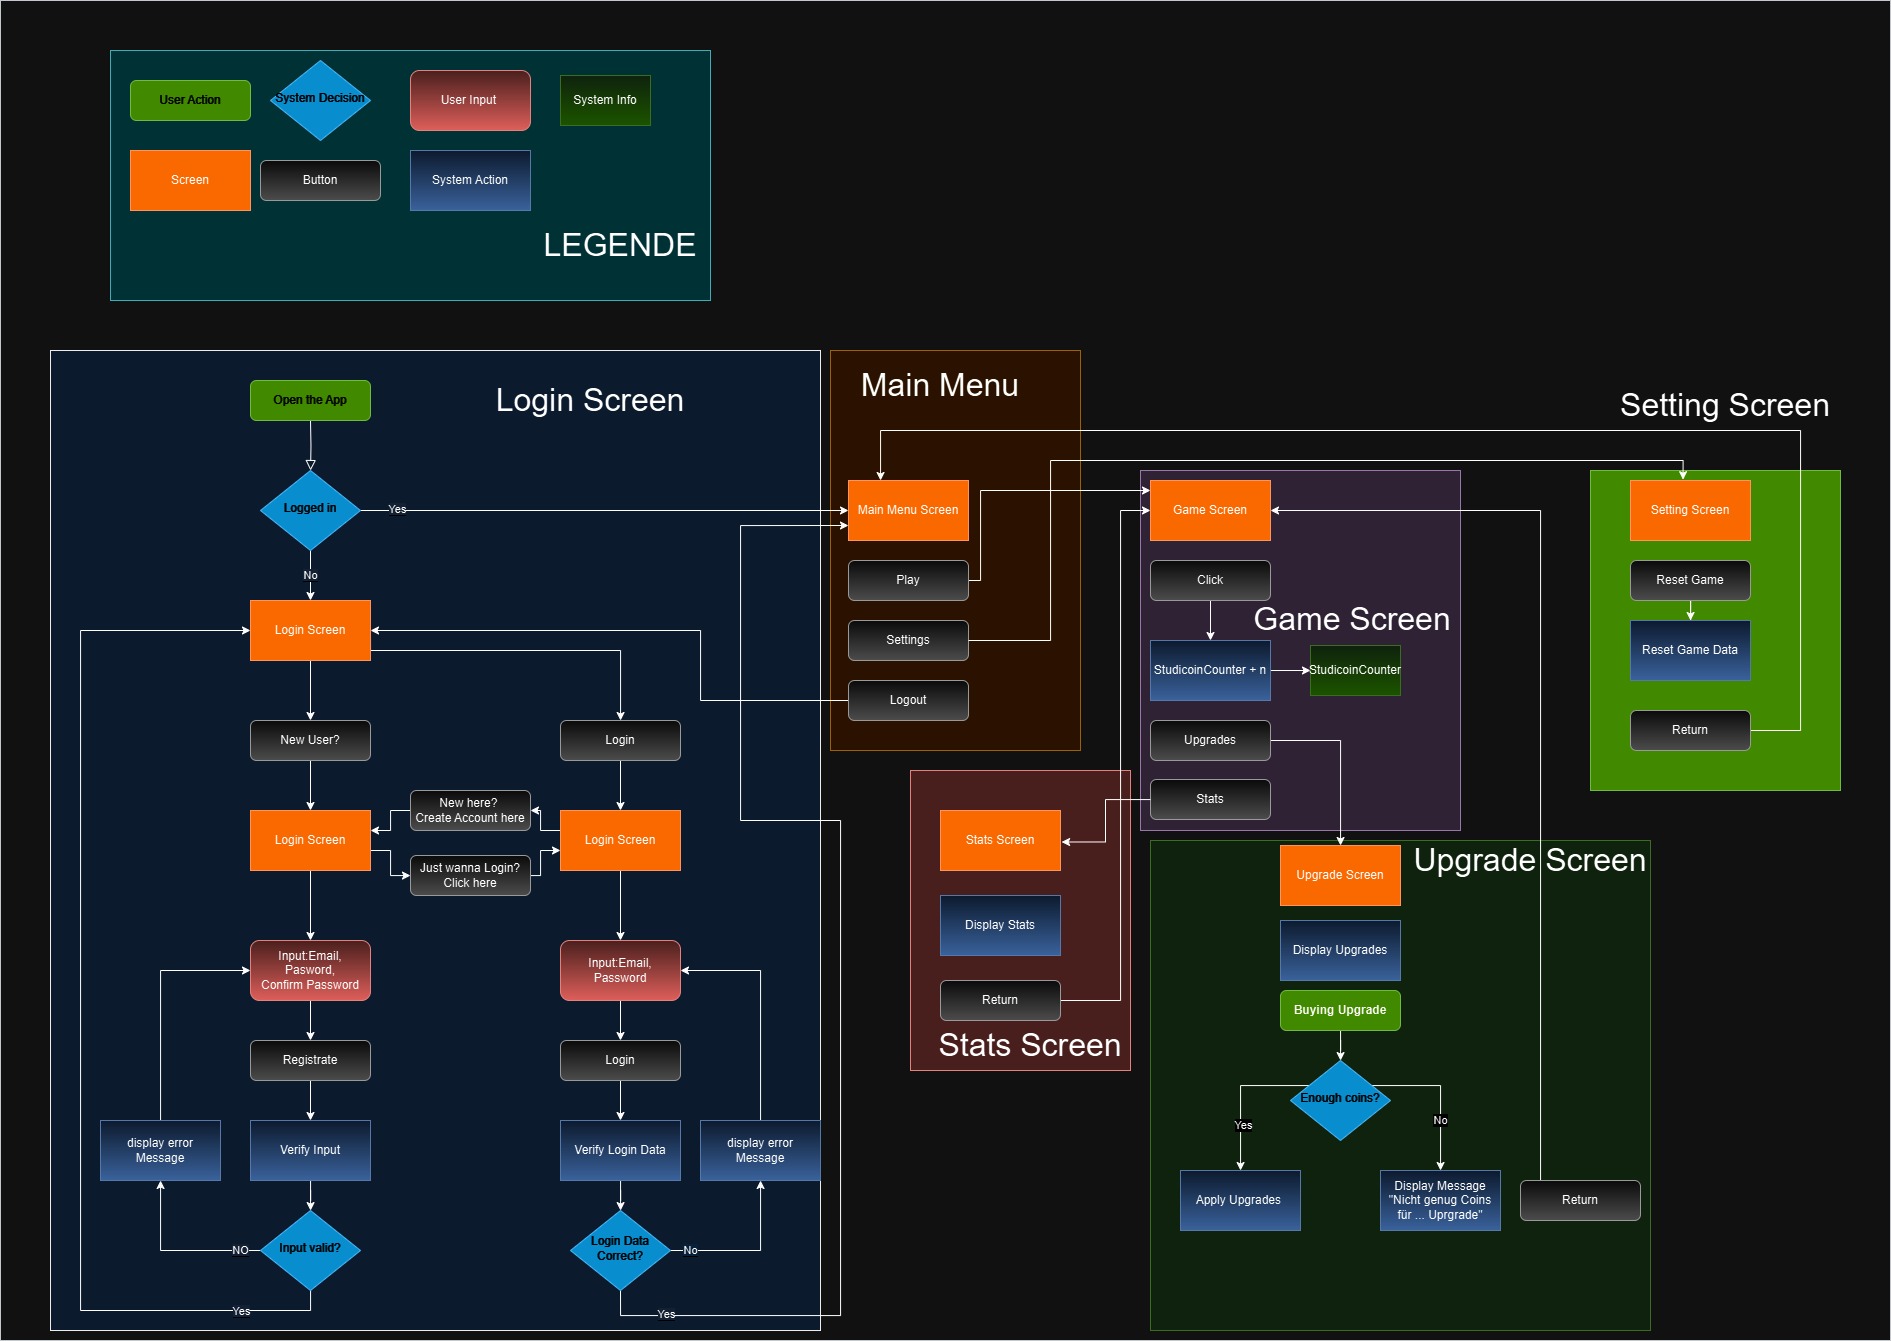 User Action
System Decision
User Input
System Info
Screen
Button
System Action
LEGENDE
Login Screen
Open the App
Logged in
Yes
No
Login Screen
New User?
Login
Login Screen
New here?
Create Account here
Just wanna Login?
Click here
Login Screen
Input:Email,
Pasword,
Confirm Password
Input:Email,
Password
Registrate
Login
display error
Message
Verify Input
Verify Login Data
display error
Message
NO
Input valid?
Login Data
Correct?
No
Yes
Yes
Main Menu
Main Menu Screen
Play
Settings
Logout
Game Screen
Click
Game Screen
StudicoinCounter + n
StudicoinCounter
Upgrades
Stats
Setting Screen
Setting Screen
Reset Game
Reset Game Data
Return
Stats Screen
Display Stats
Return
Stats Screen
Upgrade Screen
Upgrade Screen
Display Upgrades
Buying Upgrade
Enough coins?
Yes
No
Apply Upgrades
Display Message
"Nicht genug Coins
für ... Uprgrade"
Return